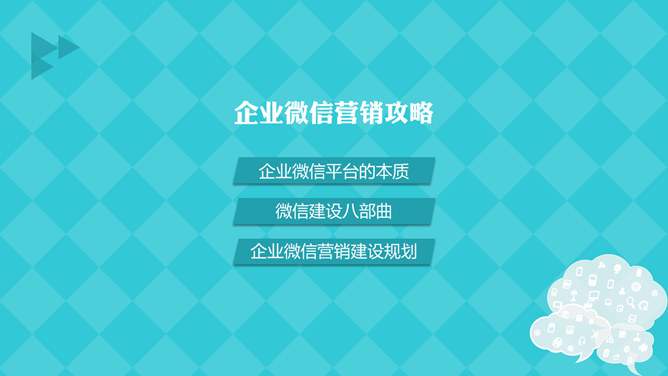 企业微信营销攻略
企业微信平台的本质
微信建设八部曲
企业微信营销建设规划